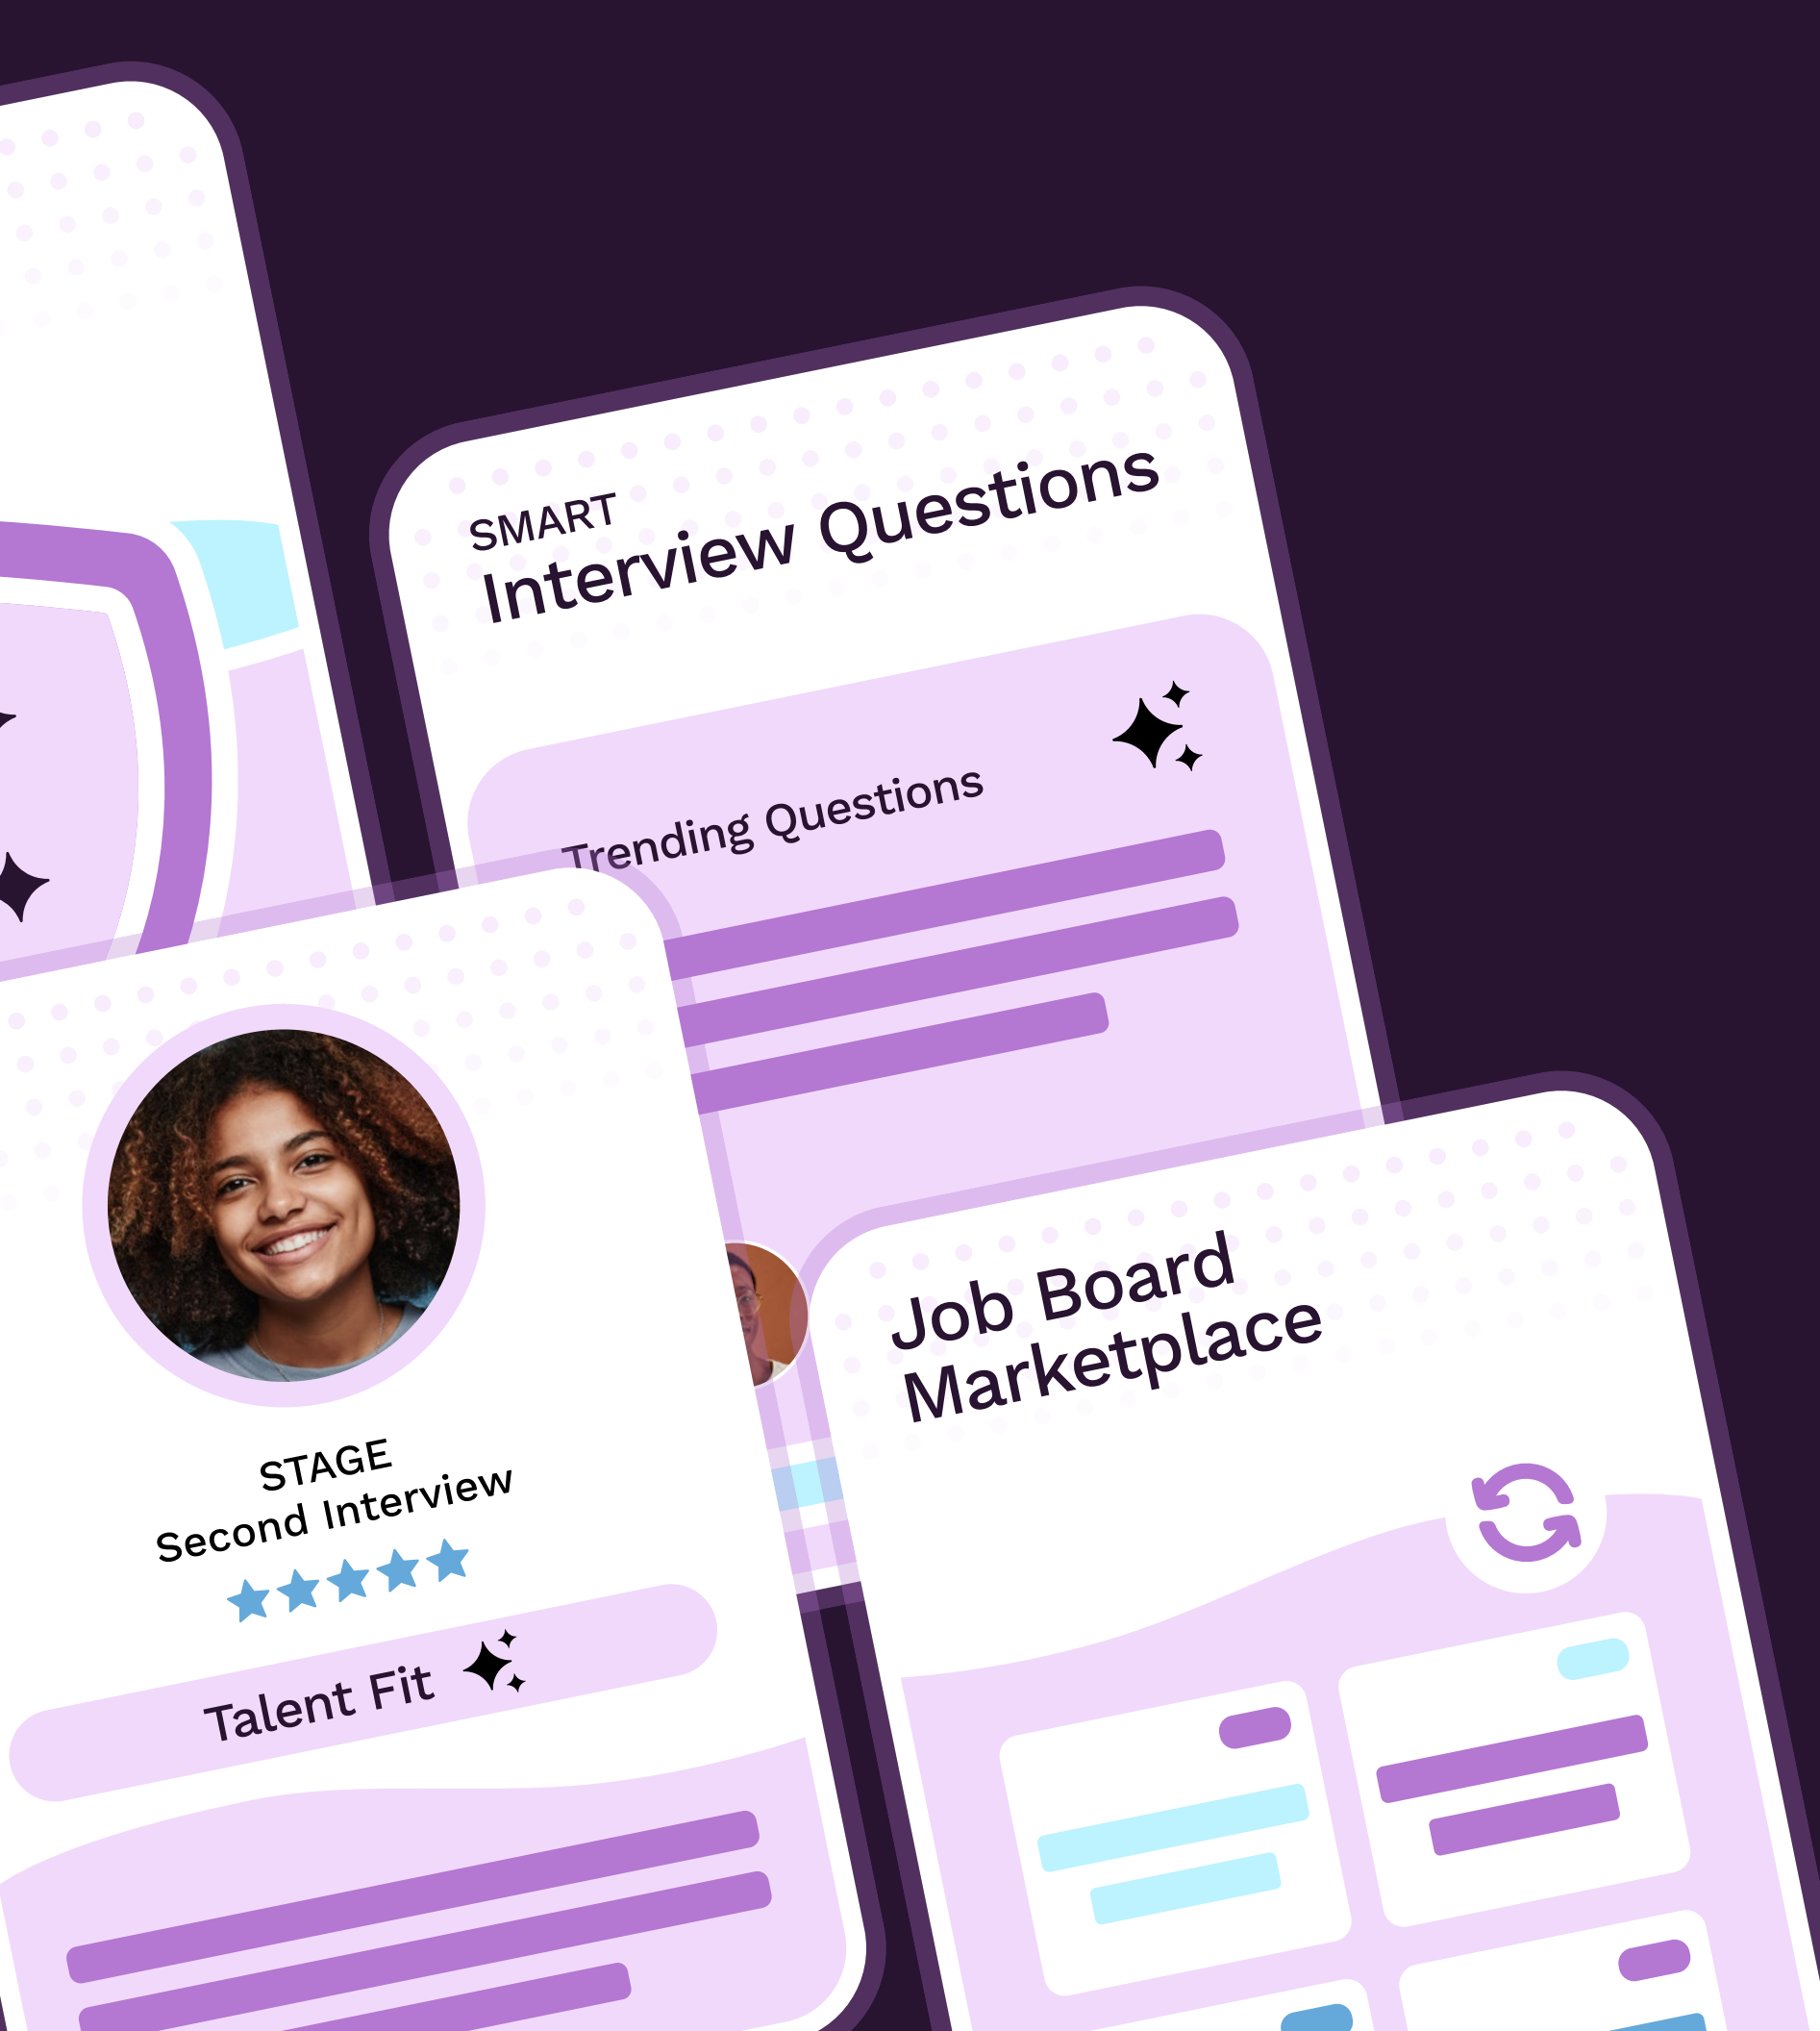 SMART
Interview Questions
Trending Questions
STAGE
Second Interview
Talent Fit
Job Board
Marketplace